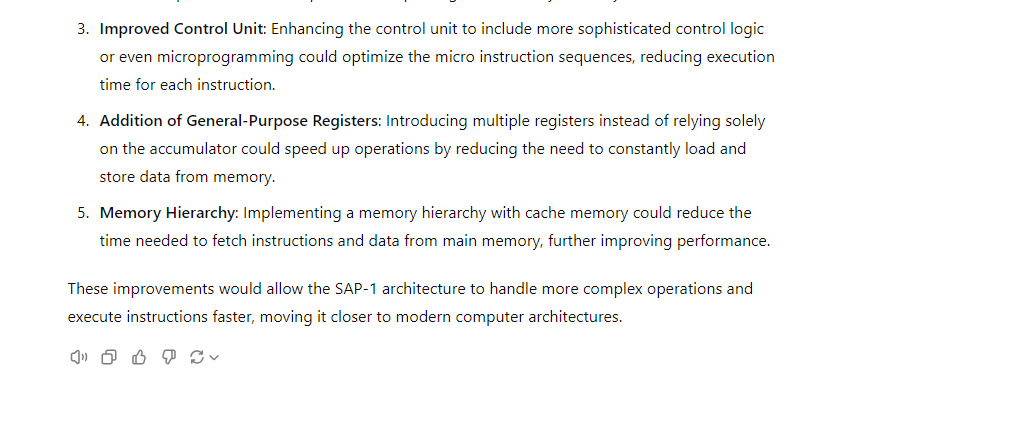 3. Improved Control Unit: Enhancing the control unit to include more sophisticated control logic
or even microprogramming could optimize the micro instruction sequences, reducing execution
time for each instruction.
4. Addition of General-Purpose Registers: Introducing multiple registers instead of relying solely
on the accumulator could speed up operations by reducing the need to constantly load and
store data from memory.
5. Memory Hierarchy: Implementing a memory hierarchy with cache memory could reduce the
time needed to fetch instructions and data from main memory, further improving performance.
These improvements would allow the SAP-1 architecture to handle more complex operations and
execute instructions faster, moving it closer to modern computer architectures.